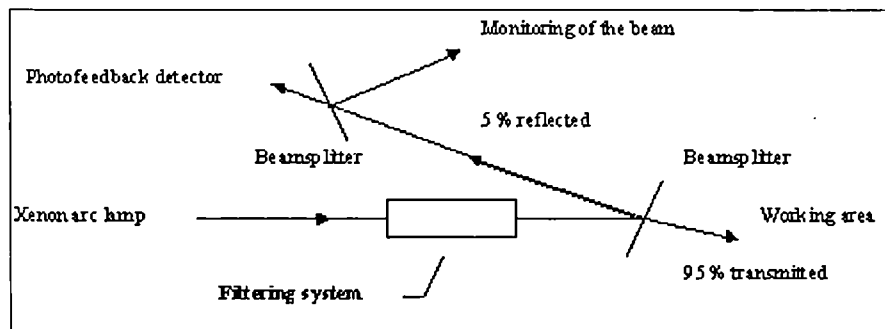 Monitoring of the beam
Photofeedback detector
5 % reflected
Beamsplitter
Beamsplitter
Xenon arc lamp
Working area
Filtering system
95 % transmitted